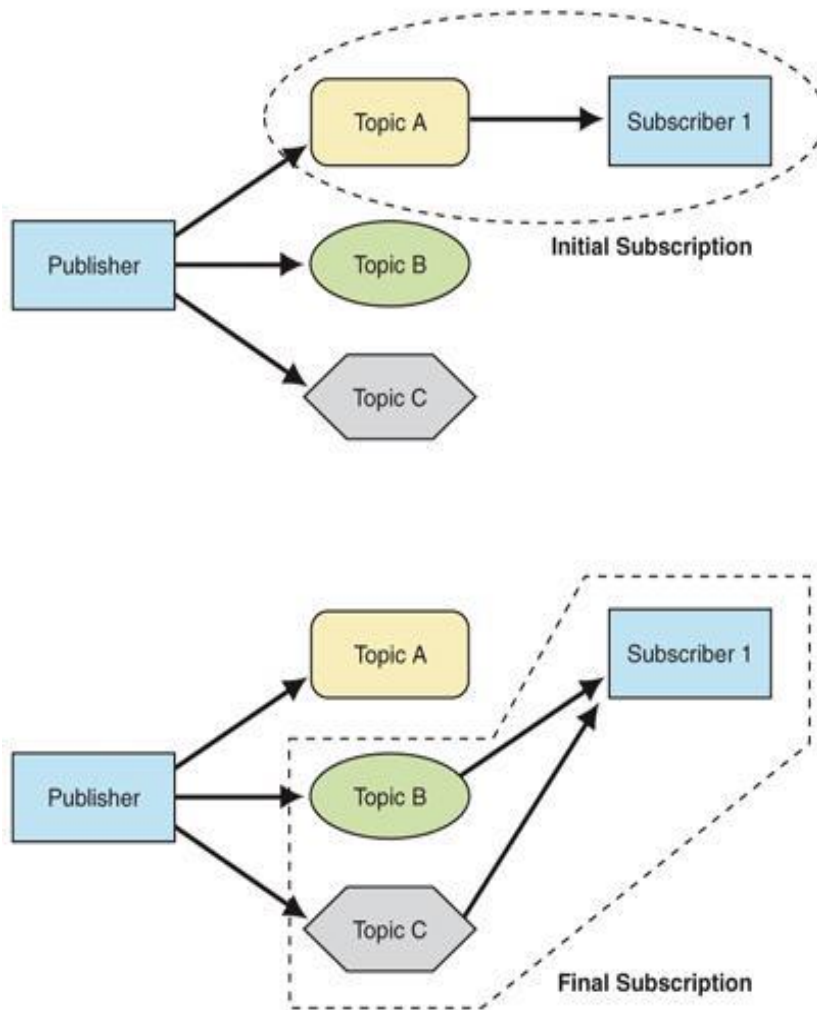 Topic A
Subscriber 1
Initial Subscription
Publisher
Topic B
Topic C
Topic A
Subscriber 1
Publisher
Topic B
Topic C
Final Subscription